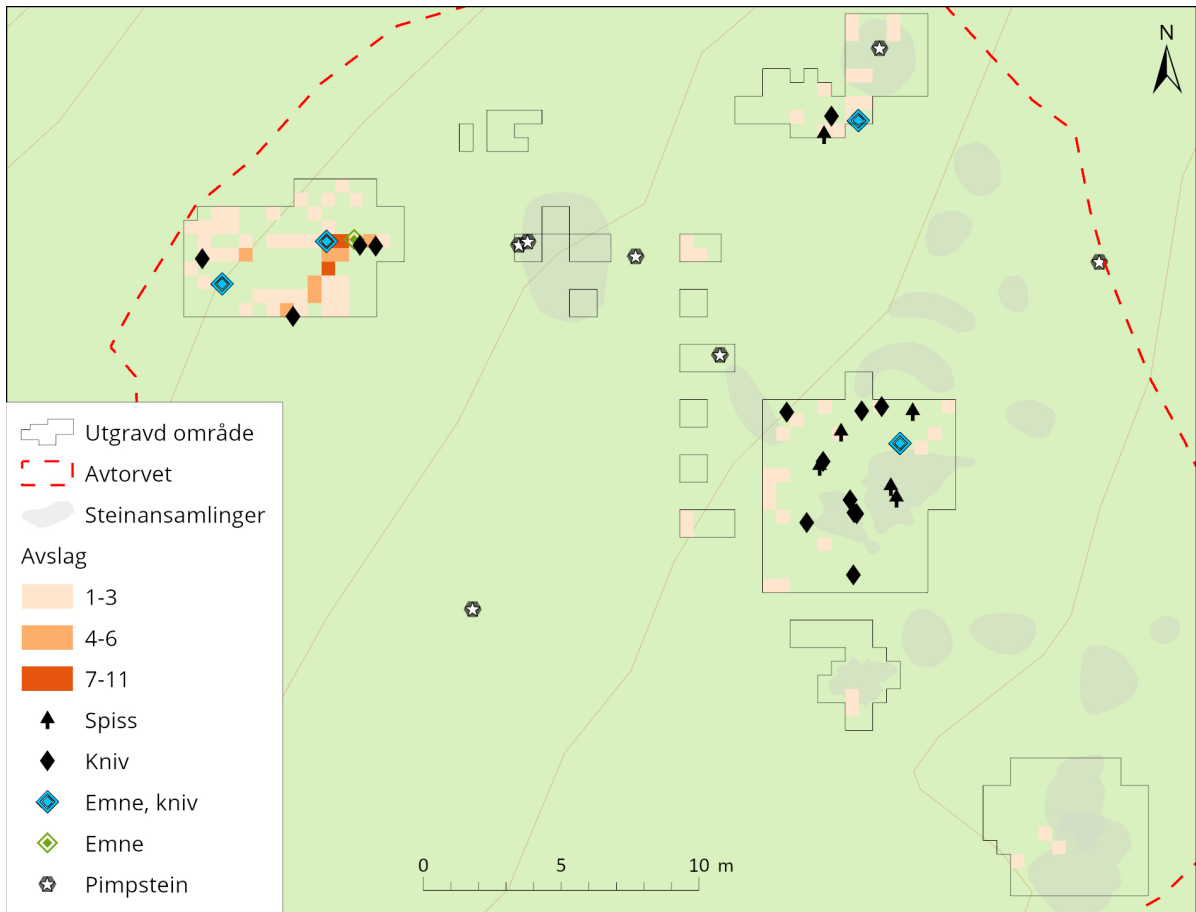 N
Utgravd område
Avtorvet
Steinansamlinger
Avslag
1-3
4-6
7-11
Spiss
Kniv
Emne, kniv
Emne
Pimpstein
0 5 10 m